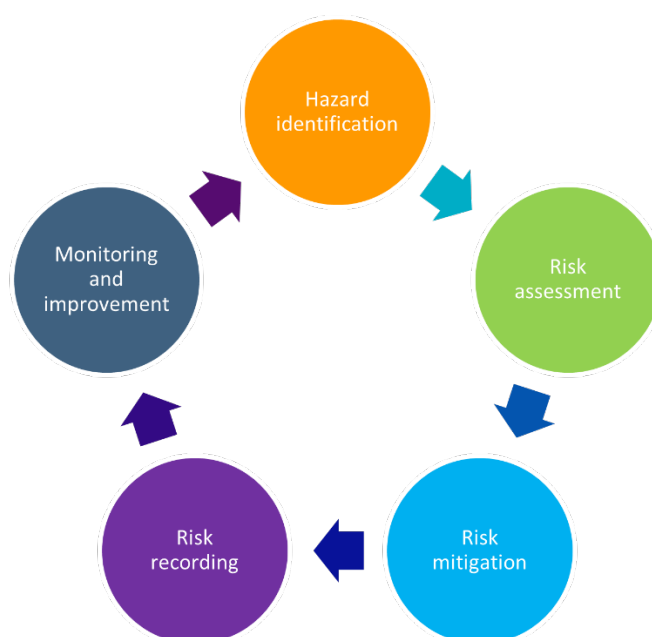 Hazard
identification
Risk
assessment
Risk
mitigation
Risk
recording
Monitoring
and
improvement